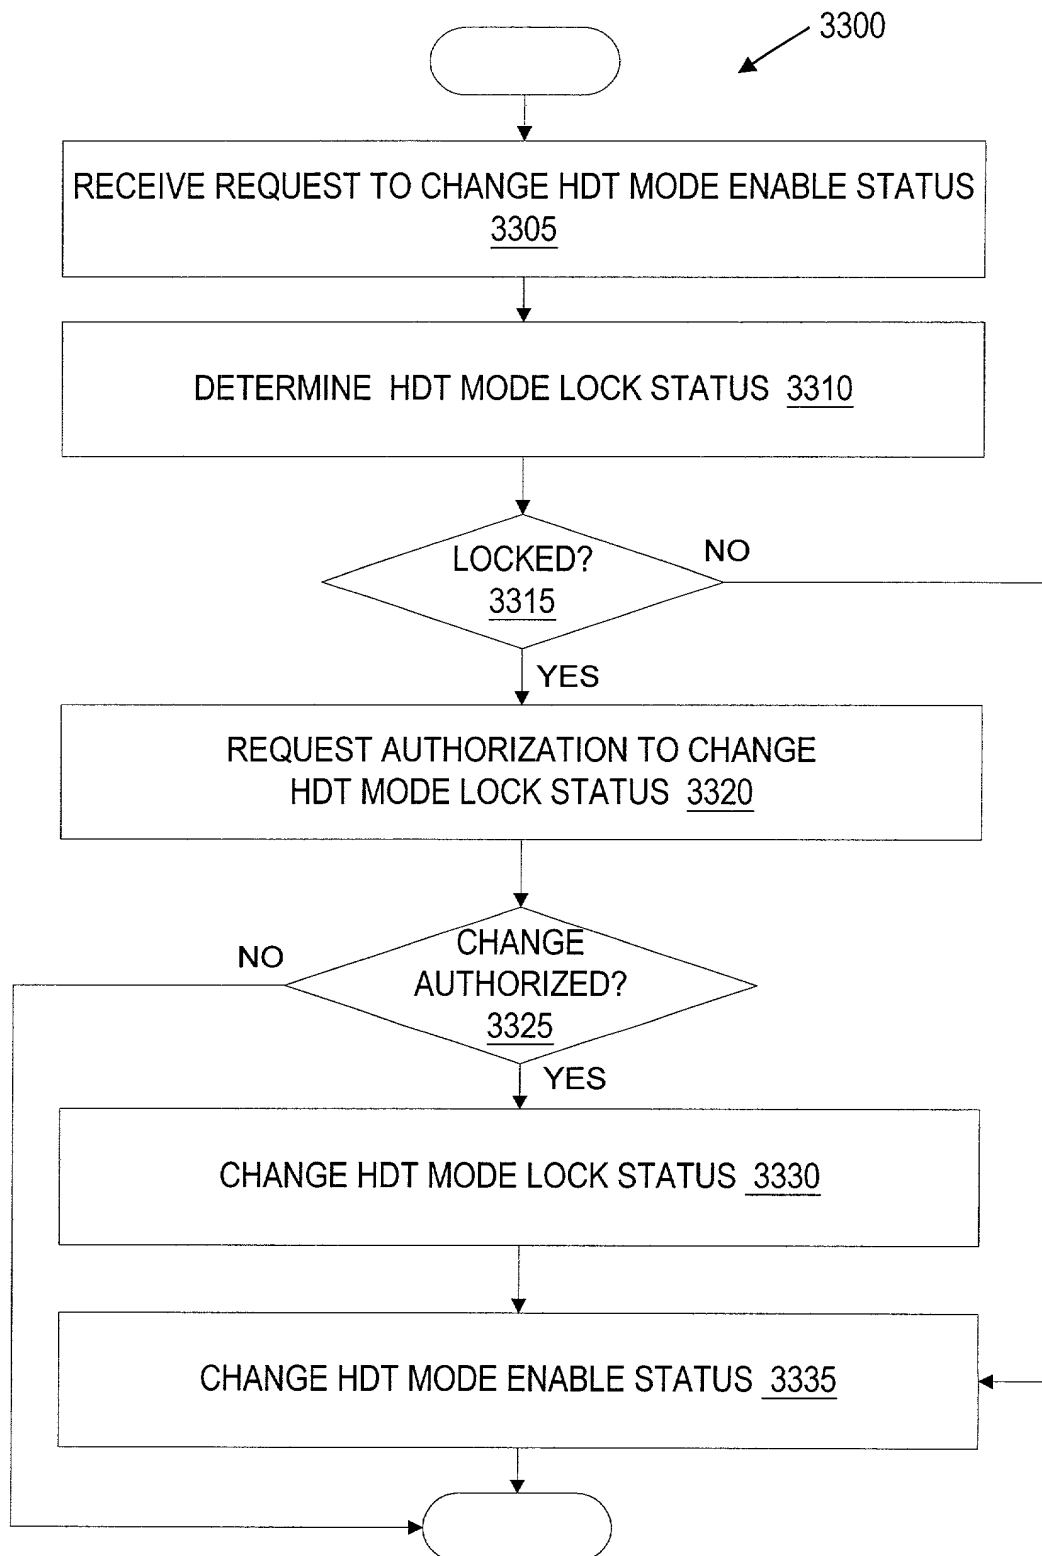 3300
RECEIVE REQUEST TO CHANGE HDT MODE ENABLE STATUS
3305
DETERMINE HDT MODE LOCK STATUS 3310
LOCKED?
3315
NO
YES
REQUEST AUTHORIZATION TO CHANGE
HDT MODE LOCK STATUS 3320
CHANGE
AUTHORIZED?
3325
NO
YES
CHANGE HDT MODE LOCK STATUS 3330
CHANGE HDT MODE ENABLE STATUS 3335